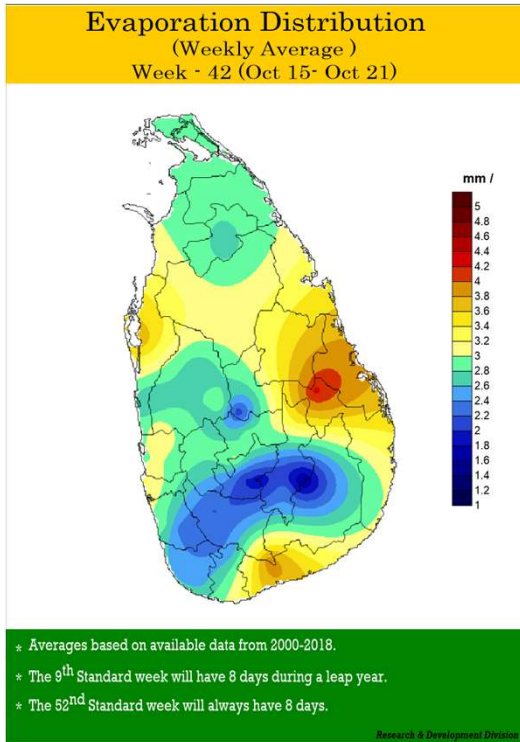 Evaporation Distribution
(Weekly Average )
Week - 42 (Oct 15- Oct 21)
mm /
5
4.8
4.6
4.4
4.2
4
3.8
3.6
3.4
3.2
3
2.8
2.6
2.4
2.2
2
1.8
1.6
1.4
1.2
1
* Averages based on available data from 2000-2018.
* The 9th Standard week will have 8 days during a leap year.
* The 52nd Standard week will always have 8 days.
Research & Development Division